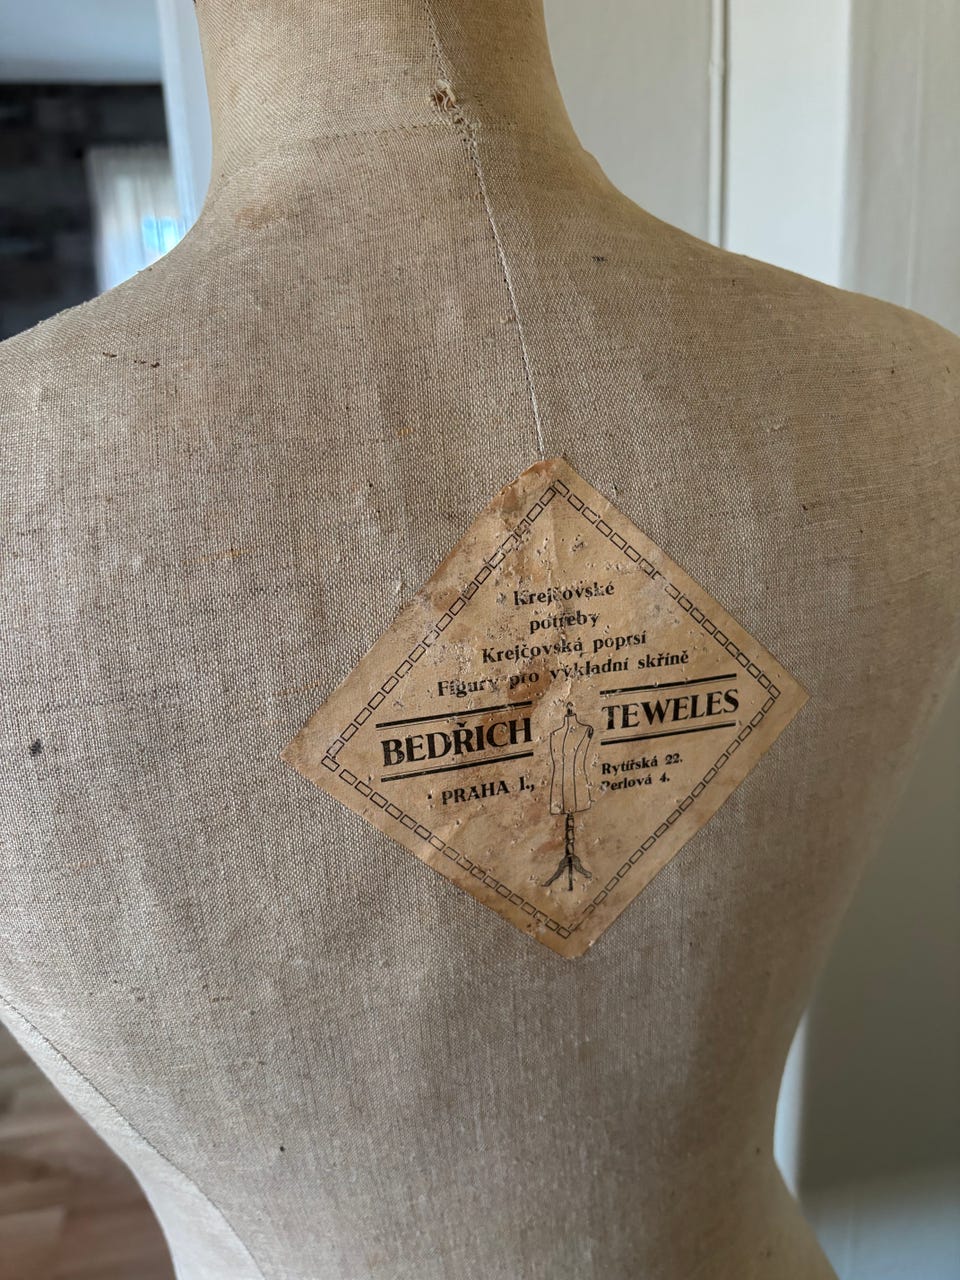 Krejčovské
potřeby
Krejčovská poprsí
Figury pro výkladní skříně
BEDŘICH TEWELES
PRAHA I., Rytířská 22.
Perlová 4.